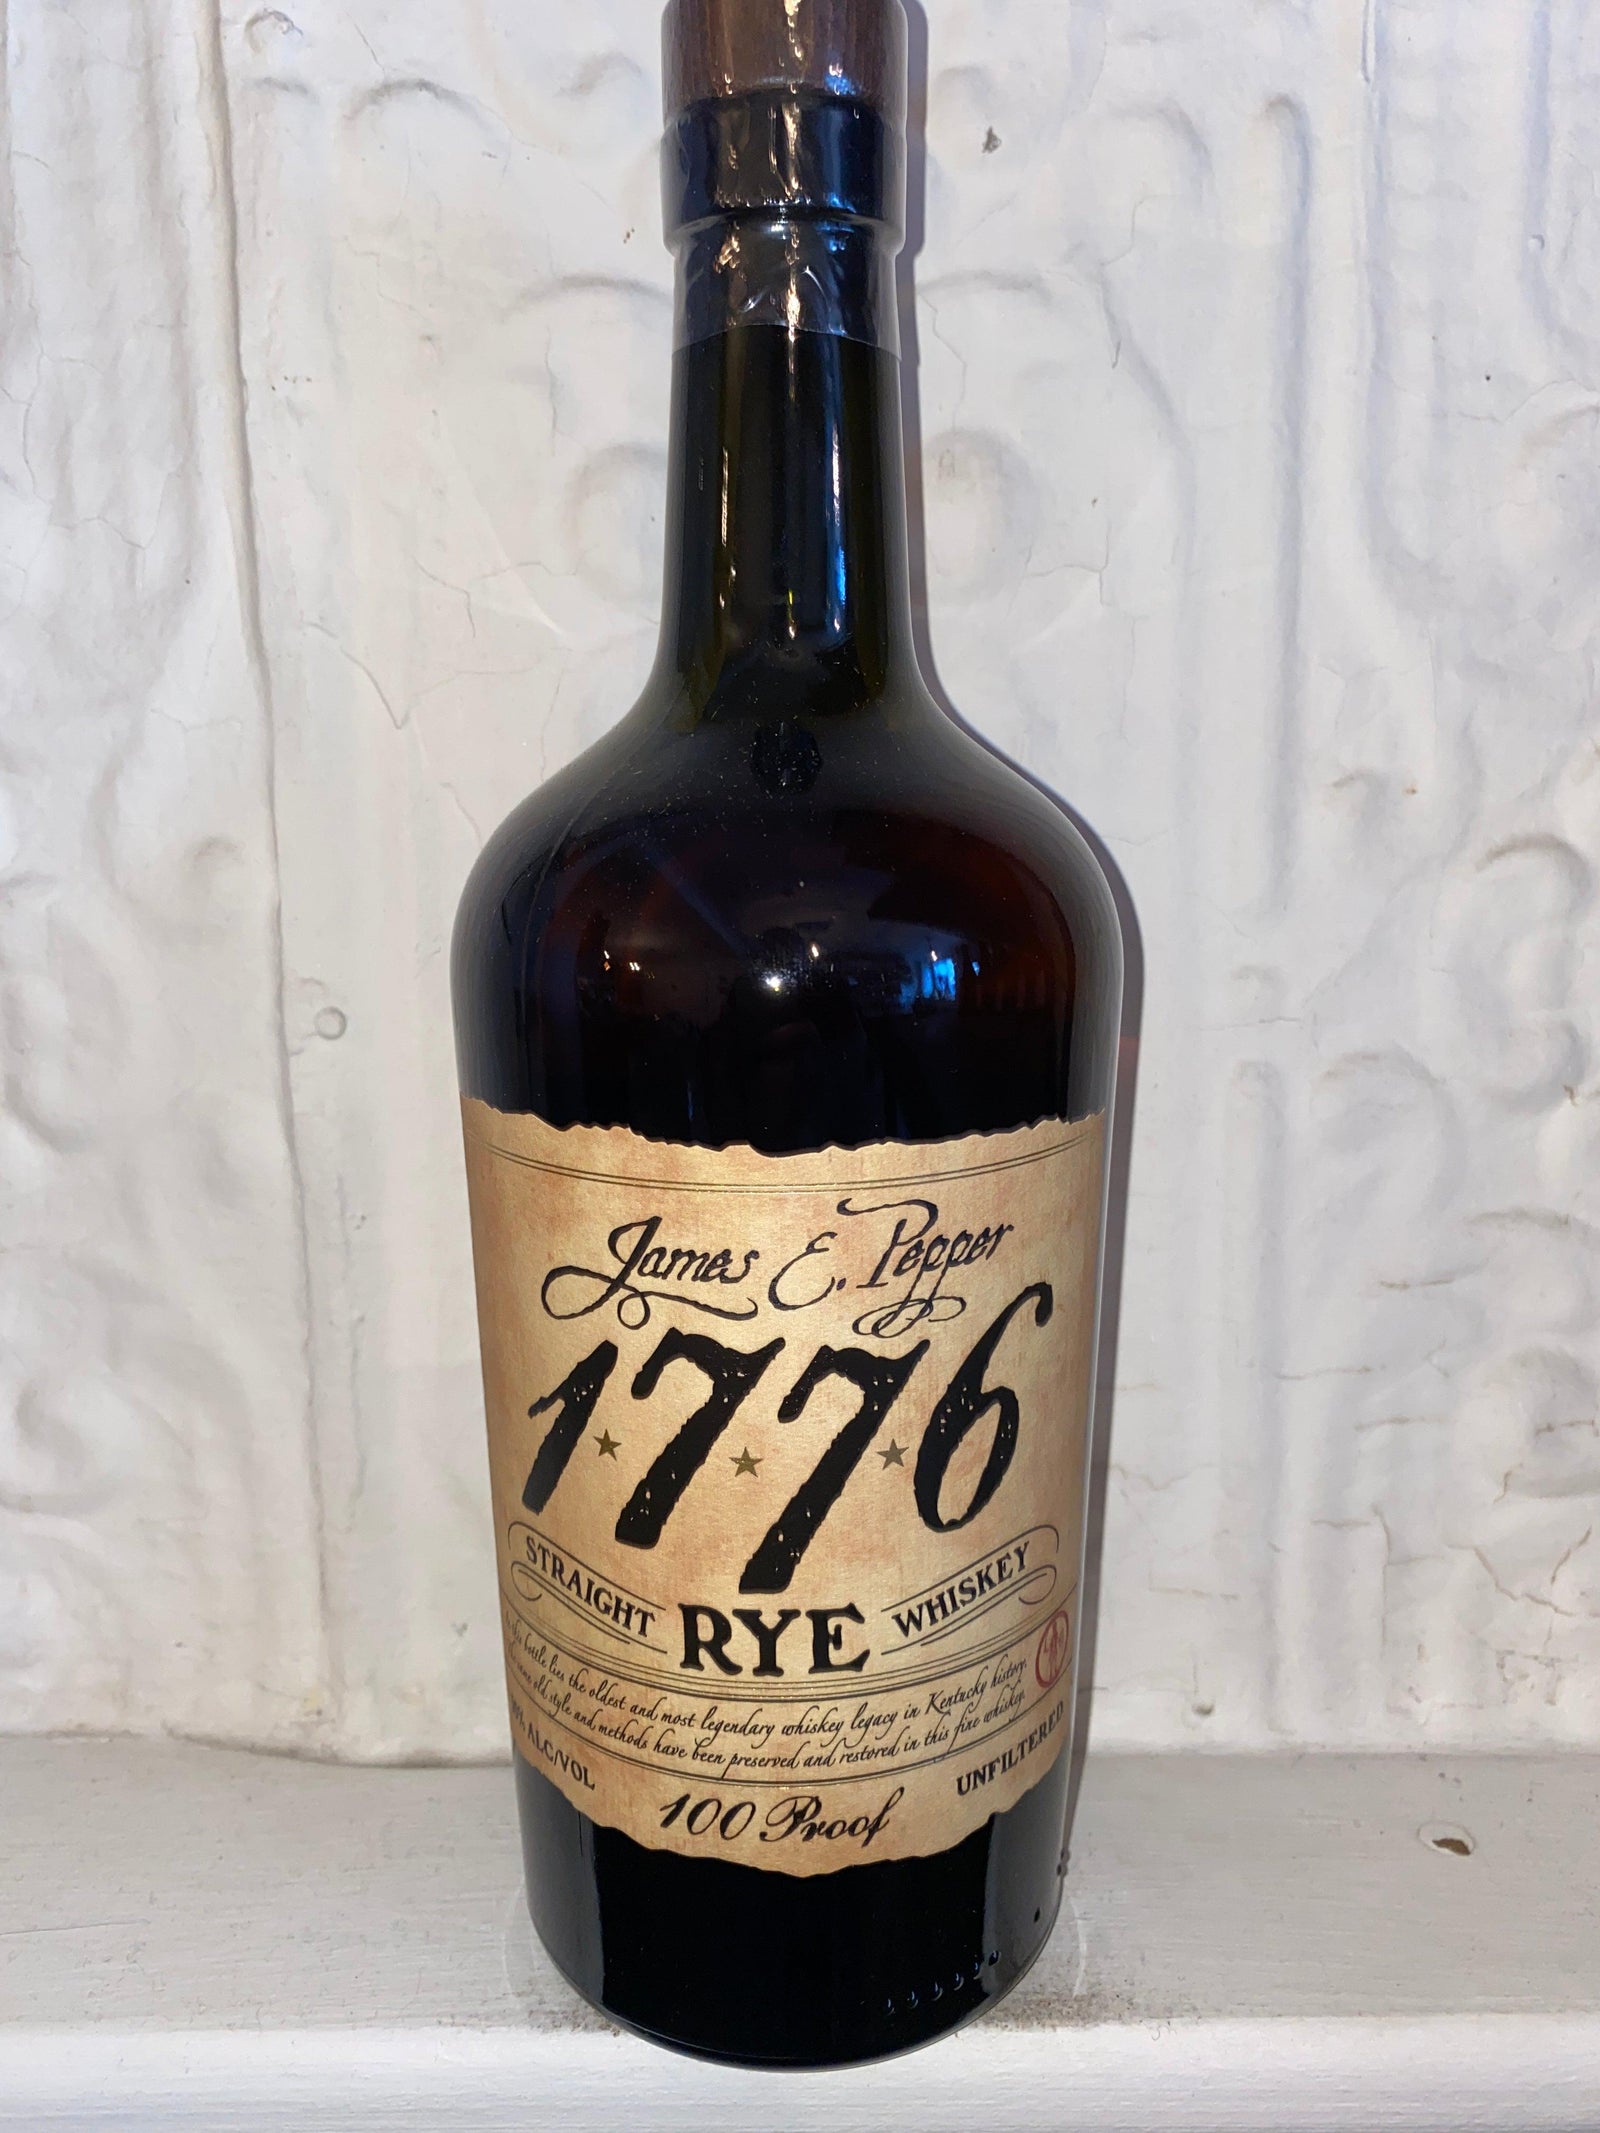 James E. Pepper
1776
STRAIGHT RYE WHISKEY
this bottle lies the oldest and most legendary whiskey legacy in Kentucky history.
same old style and methods have been preserved and restored in this fine whiskey.
ALC/VOL
100 Proof
UNFILTERED